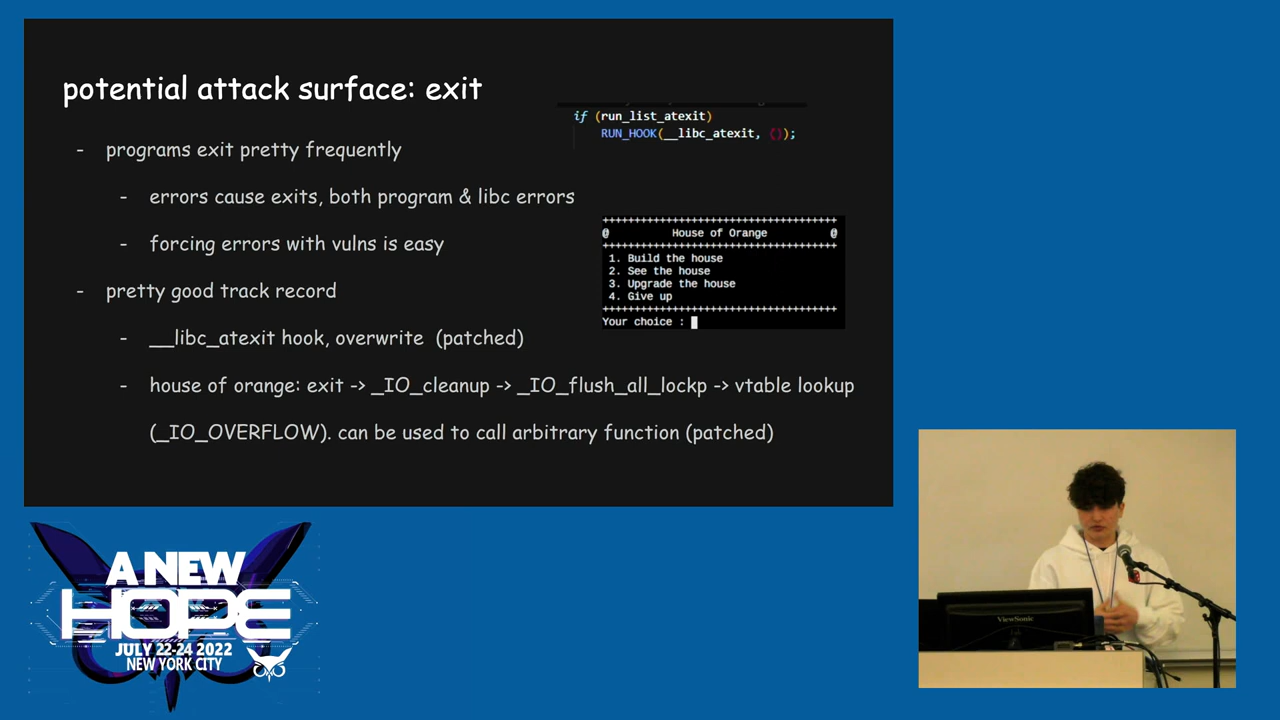 potential attack surface: exit
if (run_list_atexit)
RUN_HOOK(__libc_atexit, ());
- programs exit pretty frequently
- errors cause exits, both program & libc errors
- forcing errors with vulns is easy
- pretty good track record
- __libc_atexit hook, overwrite (patched)
- house of orange: exit -> _IO_cleanup -> _IO_flush_all_lockp -> vtable lookup
(_IO_OVERFLOW). can be used to call arbitrary function (patched)
+++++++++++++++++++++++++++++++++++++
@ House of Orange @
+++++++++++++++++++++++++++++++++++++
1. Build the house
2. See the house
3. Upgrade the house
4. Give up
+++++++++++++++++++++++++++++++++++++
Your choice :
A NEW
HOPE
JULY 22-24 2022
NEW YORK CITY
ViewSonic